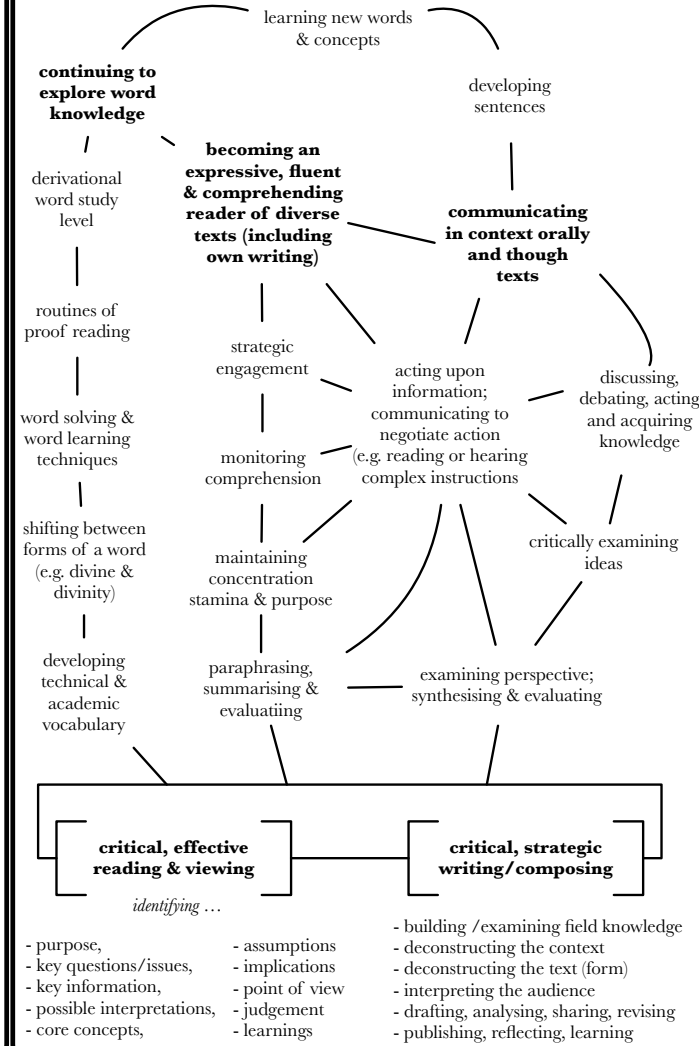 learning new words
& concepts
continuing to
explore word
knowledge
developing
sentences
becoming an
expressive, fluent
& comprehending
reader of diverse
texts (including
own writing)
derivational
word study
level
communicating
in context orally
and though
texts
routines of
proof reading
strategic
engagement
acting upon
information;
communicating to
negotiate action
(e.g. reading or hearing
complex instructions
discussing,
debating, acting
and acquiring
knowledge
word solving &
word learning
techniques
monitoring
comprehension
shifting between
forms of a word
(e.g. divine &
divinity)
critically examining
ideas
maintaining
concentration
stamina & purpose
developing
technical &
academic
vocabulary
paraphrasing,
summarising &
evaluatiing
examining perspective;
synthesising & evaluating
critical, effective
reading & viewing
critical, strategic
writing/composing
identifying …
- purpose,
- key questions/issues,
- key information,
- possible interpretations,
- core concepts,
- assumptions
- implications
- point of view
- judgement
- learnings
- building /examining field knowledge
- deconstructing the context
- deconstructing the text (form)
- interpreting the audience
- drafting, analysing, sharing, revising
- publishing, reflecting, learning